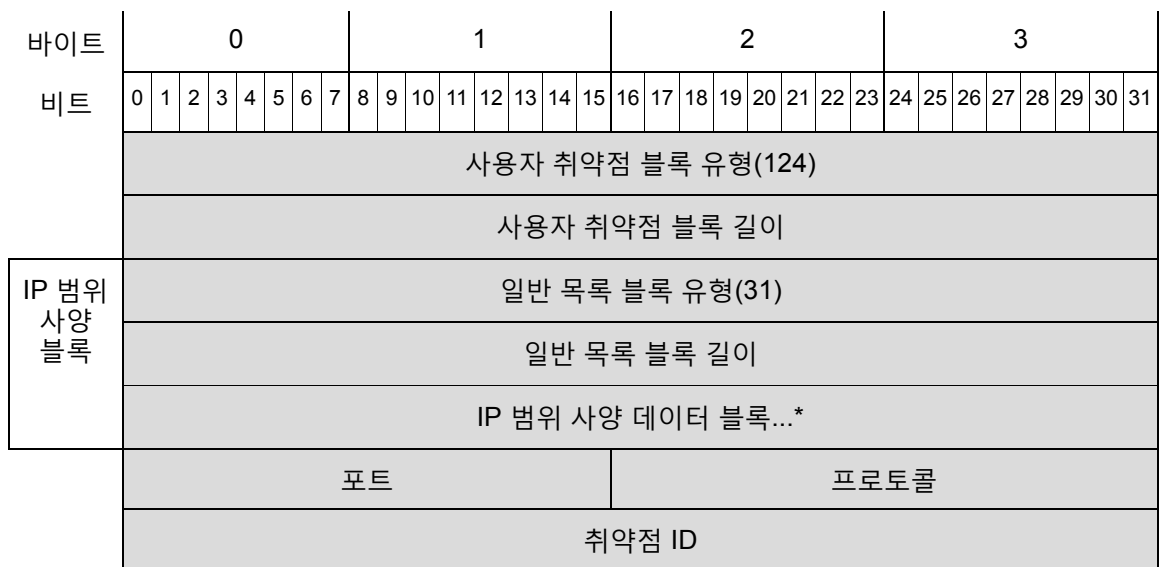 바이트 0 1 2 3
비트 0 1 2 3 4 5 6 7 8 9 10 11 12 13 14 15 16 17 18 19 20 21 22 23 24 25 26 27 28 29 30 31
사용자 취약점 블록 유형(124)
사용자 취약점 블록 길이
IP 범위
사양
블록
일반 목록 블록 유형(31)
일반 목록 블록 길이
IP 범위 사양 데이터 블록...*
포트 프로토콜
취약점 ID